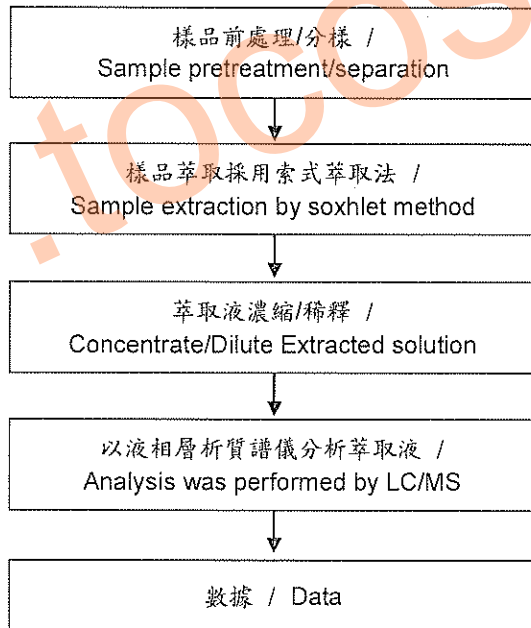 樣品前處理/分樣 /
Sample pretreatment/separation
樣品萃取採用索式萃取法 /
Sample extraction by soxhlet method
萃取液濃縮/稀釋 /
Concentrate/Dilute Extracted solution
以液相層析質譜儀分析萃取液 /
Analysis was performed by LC/MS
數據 / Data
.tocos